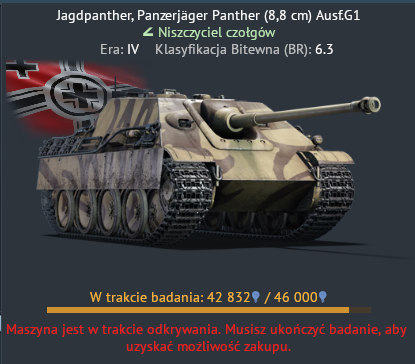 Jagdpanther, Panzerjäger Panther (8,8 cm) Ausf.G1
Niszczyciel czołgów
Era: IV Klasyfikacja Bitewna (BR): 6.3
W trakcie badania: 42 832 / 46 000
Maszyna jest w trakcie odkrywania. Musisz ukończyć badanie, aby
uzyskać możliwość zakupu.